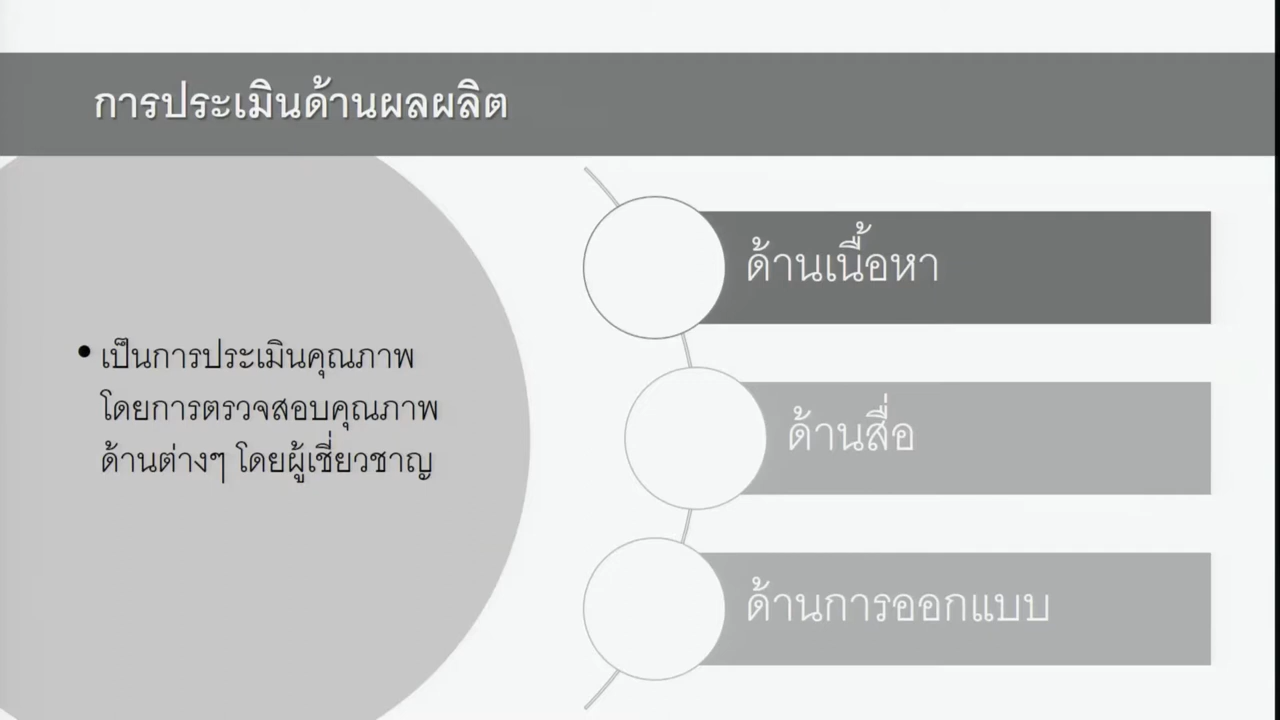 การประเมินด้านผลผลิต
• เป็นการประเมินคุณภาพ
โดยการตรวจสอบคุณภาพ
ด้านต่างๆ โดยผู้เชี่ยวชาญ
ด้านเนื้อหา
ด้านสื่อ
ด้านการออกแบบ